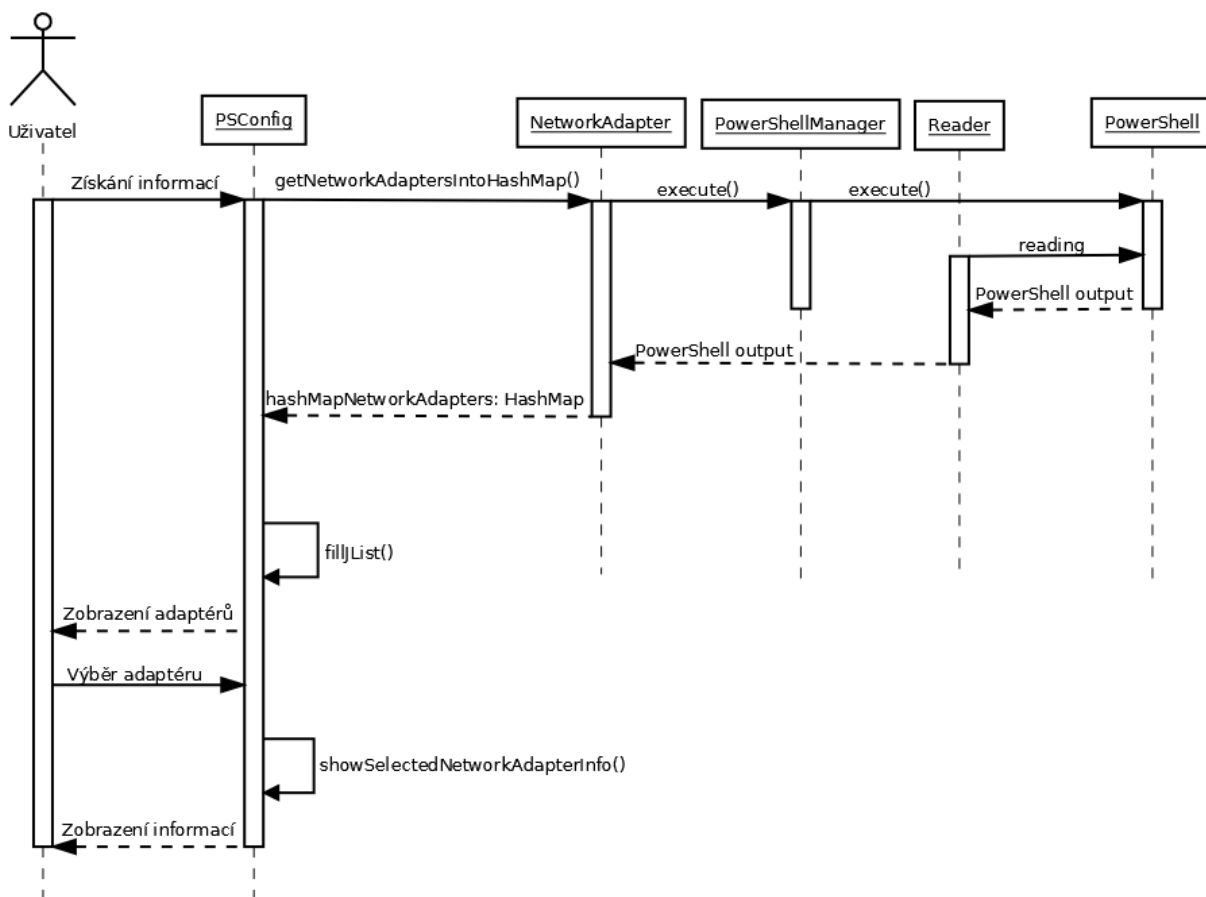 Uživatel
PSConfig
NetworkAdapter
PowerShellManager
Reader
PowerShell
Získání informací
getNetworkAdaptersIntoHashMap()
execute()
execute()
reading
PowerShell output
PowerShell output
hashMapNetworkAdapters: HashMap
fillJList()
Zobrazení adaptérů
Výběr adaptéru
showSelectedNetworkAdapterInfo()
Zobrazení informací